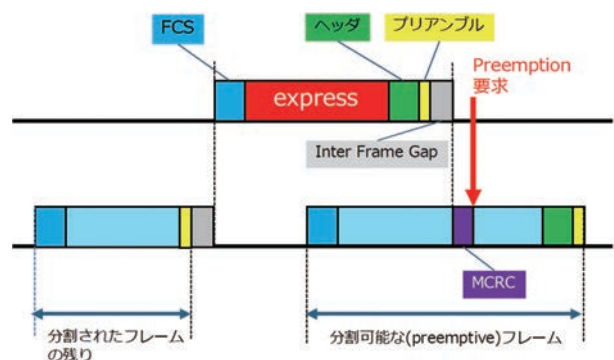 FCS
ヘッダ
プリアンブル
Preemption
要求
express
Inter Frame Gap
MCRC
分割されたフレーム
の残り
分割可能な(preemptive)フレーム